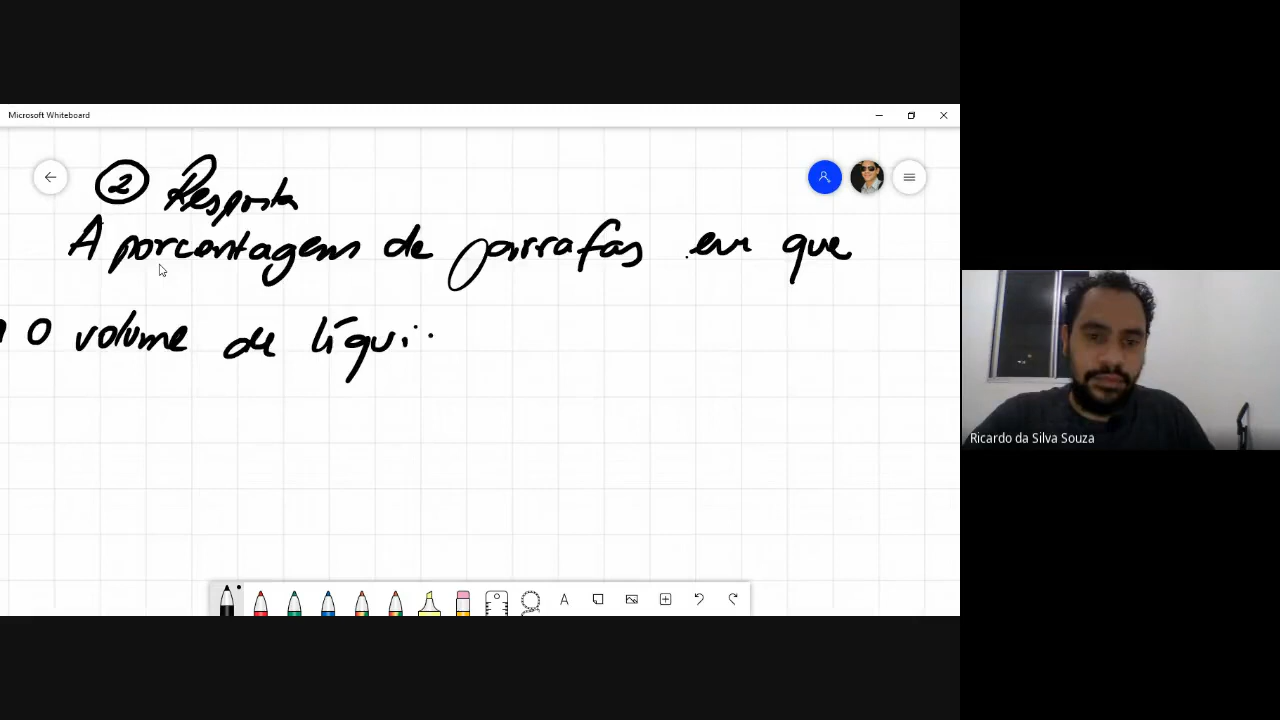 Microsoft Whiteboard
2 Resposta
A porcentagem de garrafas em que
o volume de líqui
Ricardo da Silva Souza